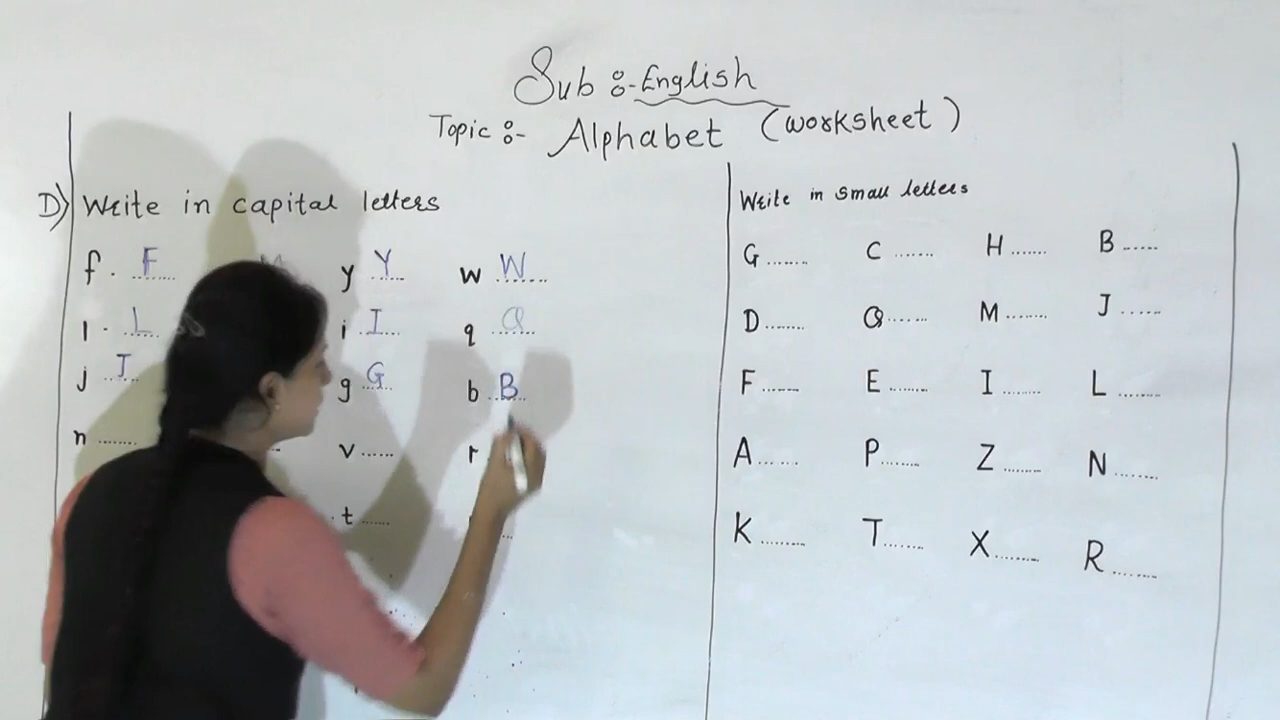 Sub :- English
Topic :- Alphabet (worksheet)
D) Write in capital letters
f. F ...... y Y ...... w W ......
l. L ...... i I ...... q Q ......
j J ...... g G ...... b B ......
n ....... v ...... r
t ......
Write in small letters
G ....... C ....... H ....... B ......
D ....... Q ....... M ....... J ......
F ....... E ....... I ....... L .......
A ...... P ....... Z ....... N .......
K ........ T ....... X ........ R .......